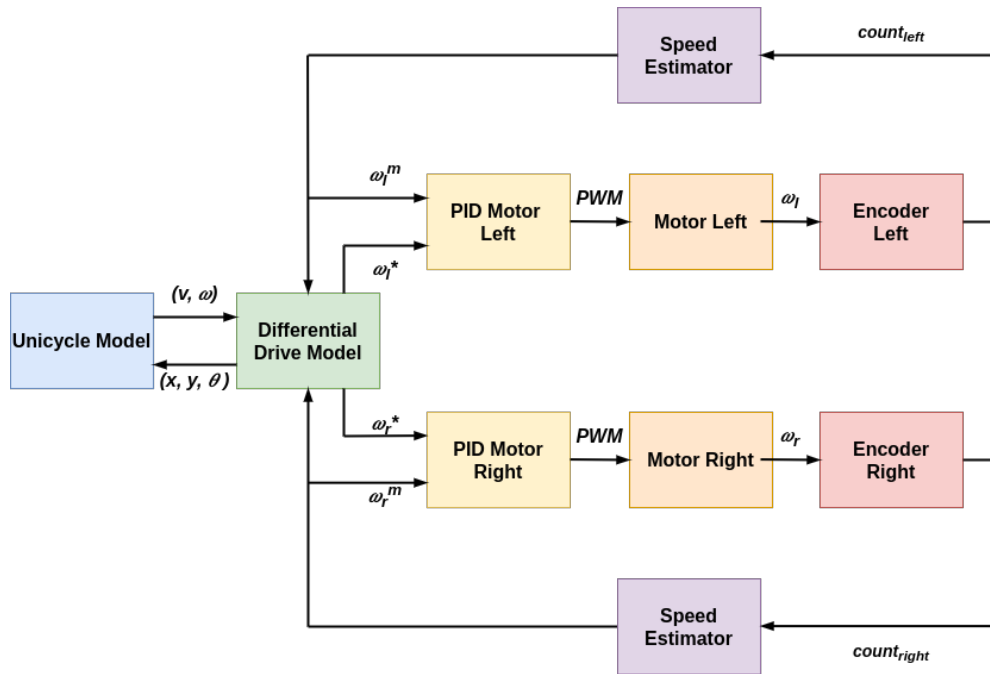 Speed
Estimator
count_left
ω_l^m
PID Motor
Left
PWM
Motor Left
ω_l
Encoder
Left
ω_l*
(v, ω)
Unicycle Model
Differential
Drive Model
(x, y, θ)
ω_r*
PID Motor
Right
PWM
Motor Right
ω_r
Encoder
Right
ω_r^m
Speed
Estimator
count_right